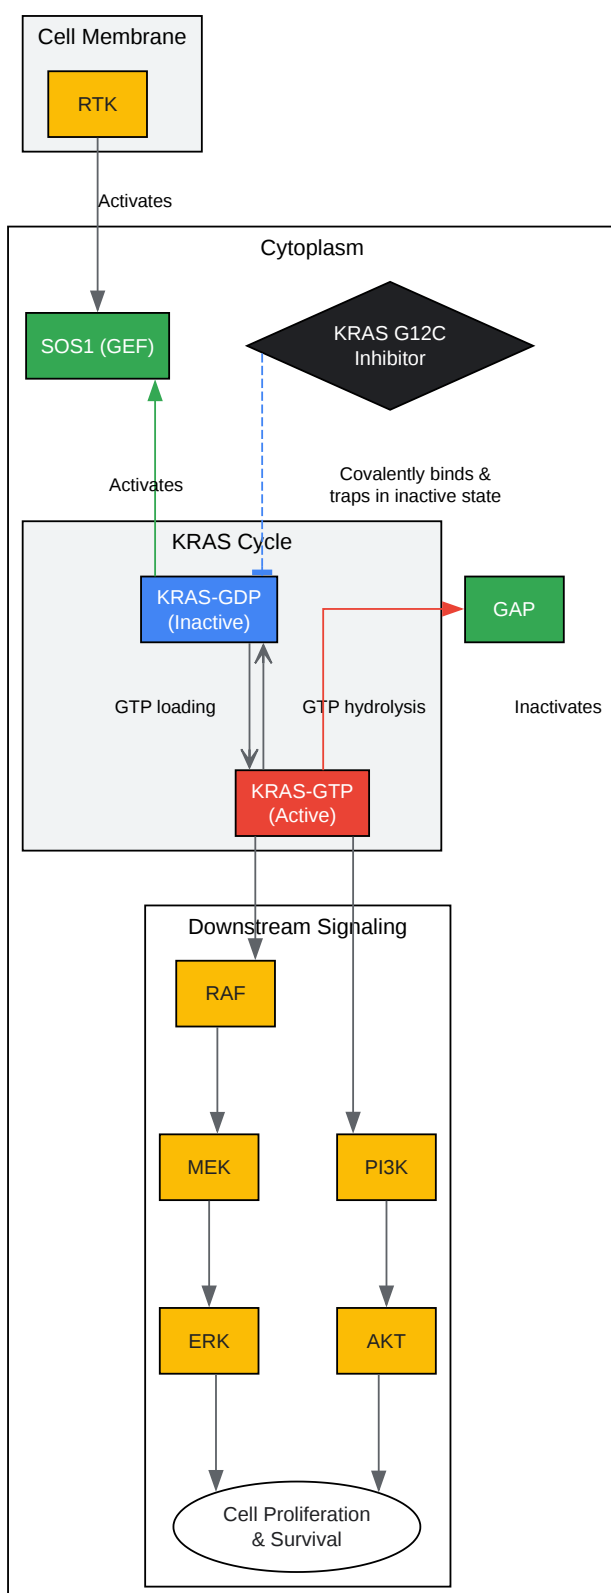 Cell Membrane
RTK
Activates
Cytoplasm
SOS1 (GEF)
KRAS G12C
Inhibitor
Activates
Covalently binds &
traps in inactive state
KRAS Cycle
KRAS-GDP
(Inactive)
GAP
GTP loading
GTP hydrolysis
Inactivates
KRAS-GTP
(Active)
Downstream Signaling
RAF
MEK
PI3K
ERK
AKT
Cell Proliferation
& Survival